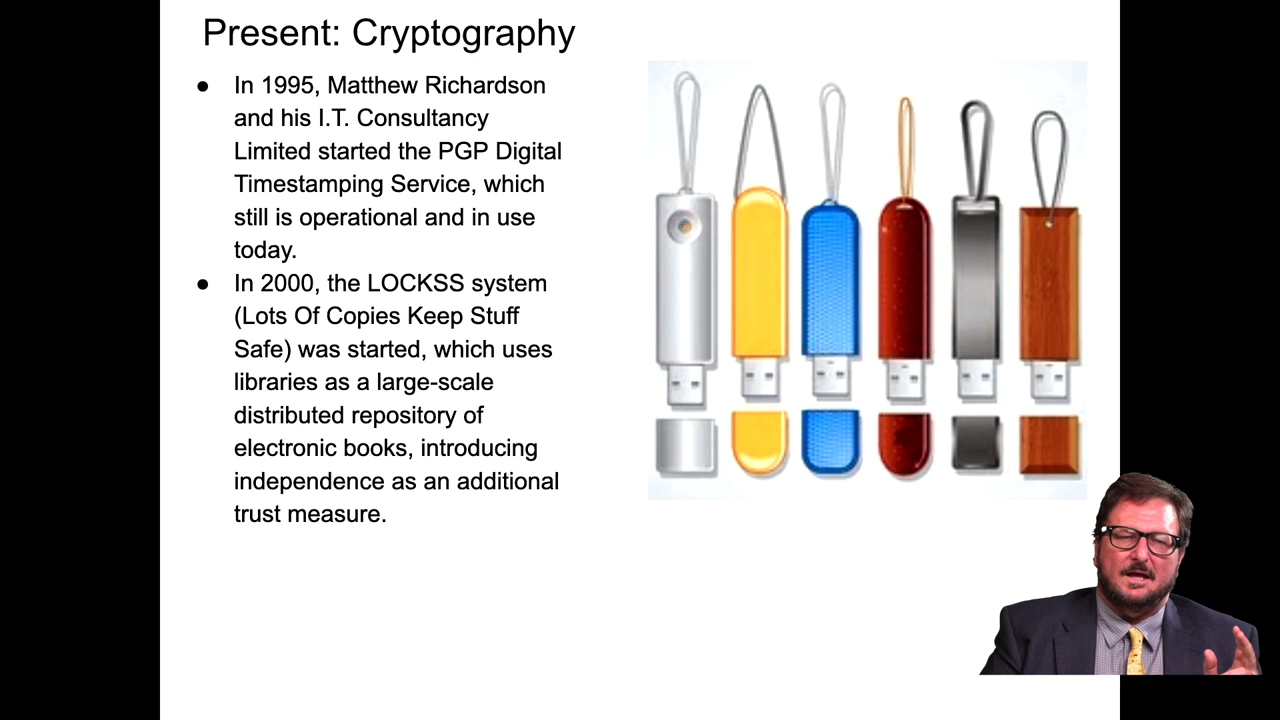 Present: Cryptography
● In 1995, Matthew Richardson
and his I.T. Consultancy
Limited started the PGP Digital
Timestamping Service, which
still is operational and in use
today.
● In 2000, the LOCKSS system
(Lots Of Copies Keep Stuff
Safe) was started, which uses
libraries as a large-scale
distributed repository of
electronic books, introducing
independence as an additional
trust measure.